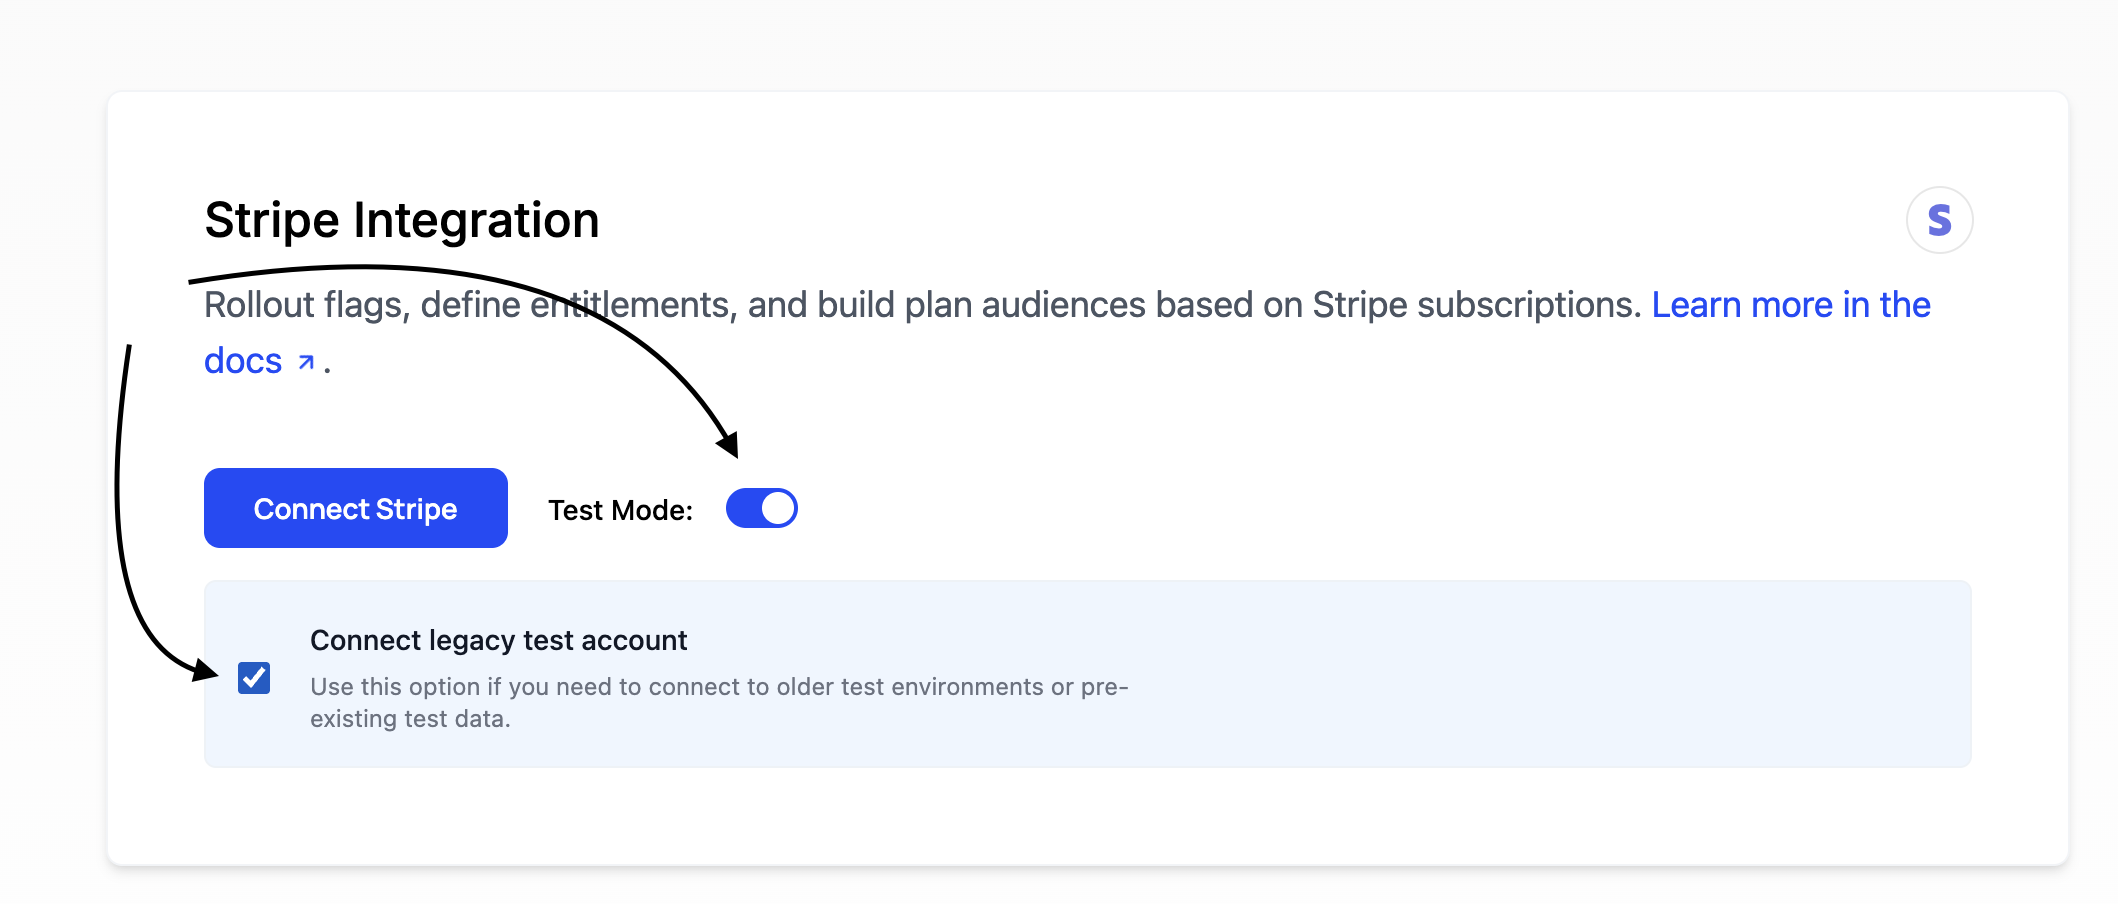 Stripe Integration
S
Rollout flags, define entitlements, and build plan audiences based on Stripe subscriptions. Learn more in the
docs ↗ .
Connect Stripe
Test Mode:
Connect legacy test account
Use this option if you need to connect to older test environments or pre-
existing test data.